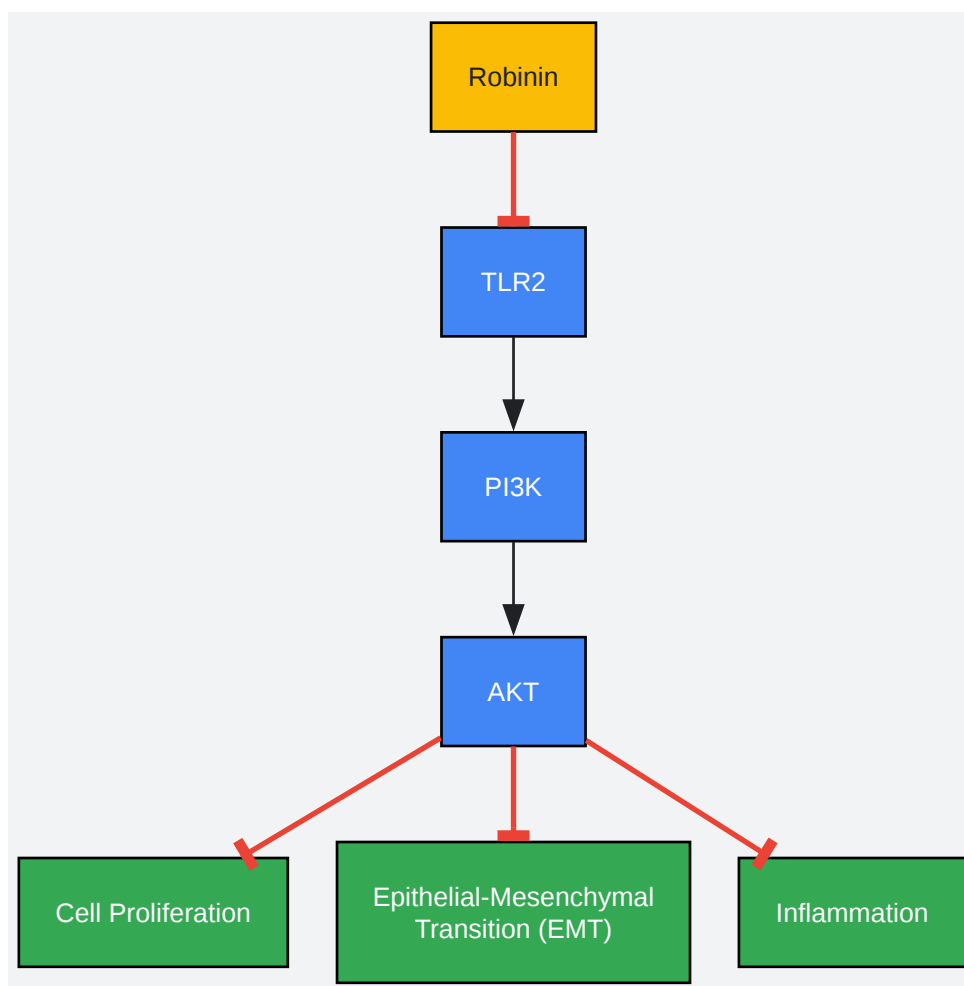 Robinin
TLR2
PI3K
AKT
Cell Proliferation
Epithelial-Mesenchymal
Transition (EMT)
Inflammation